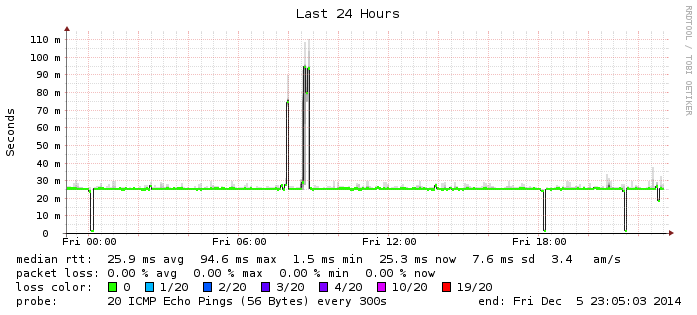 Last 24 Hours
RRDTOOL / TOBI OETIKER
Seconds
110 m
100 m
90 m
80 m
70 m
60 m
50 m
40 m
30 m
20 m
10 m
0
Fri 00:00 Fri 06:00 Fri 12:00 Fri 18:00
median rtt: 25.9 ms avg 94.6 ms max 1.5 ms min 25.3 ms now 7.6 ms sd 3.4 am/s
packet loss: 0.00 % avg 0.00 % max 0.00 % min 0.00 % now
loss color: 0 1/20 2/20 3/20 4/20 10/20 19/20
probe: 20 ICMP Echo Pings (56 Bytes) every 300s end: Fri Dec 5 23:05:03 2014